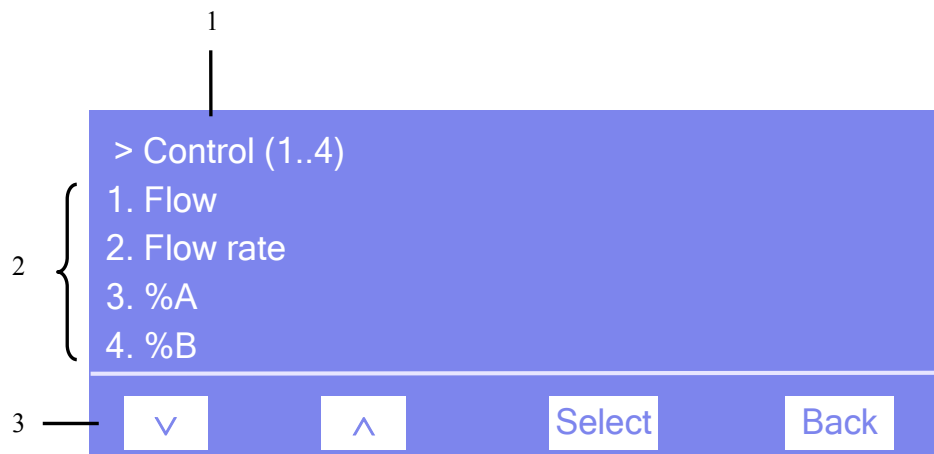 1
> Control (1..4)
1. Flow
2. Flow rate
2
3. %A
4. %B
3
∨ ∧ Select Back